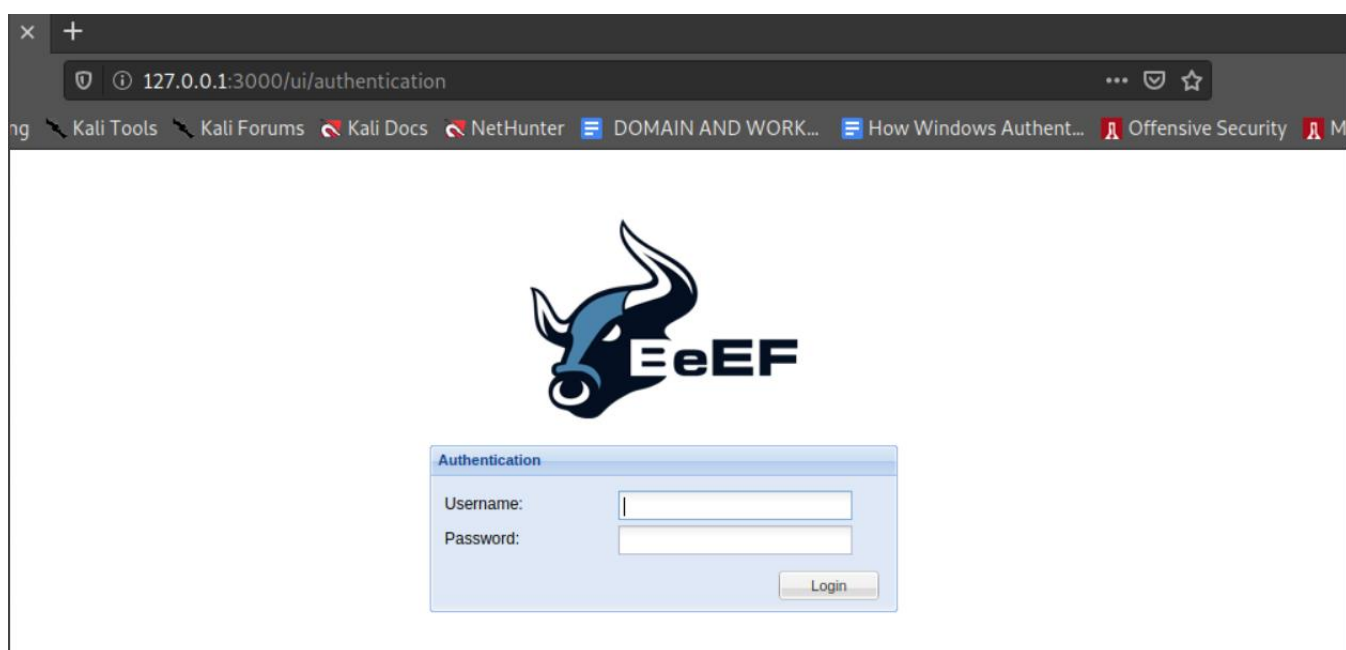 × +
127.0.0.1:3000/ui/authentication •••
ng Kali Tools Kali Forums Kali Docs NetHunter DOMAIN AND WORK... How Windows Authent... Offensive Security M
BeEF
Authentication
Username:
Password:
Login